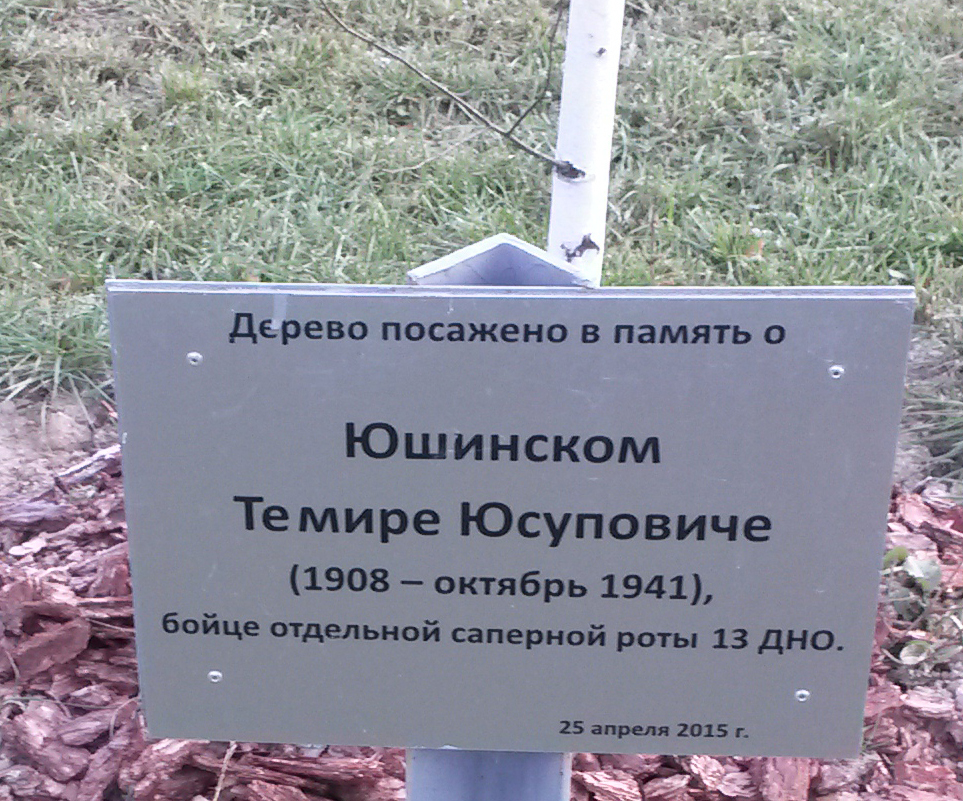 Дерево посажено в память о
Юшинском
Темире Юсуповиче
(1908 – октябрь 1941),
бойце отдельной саперной роты 13 ДНО.
25 апреля 2015 г.